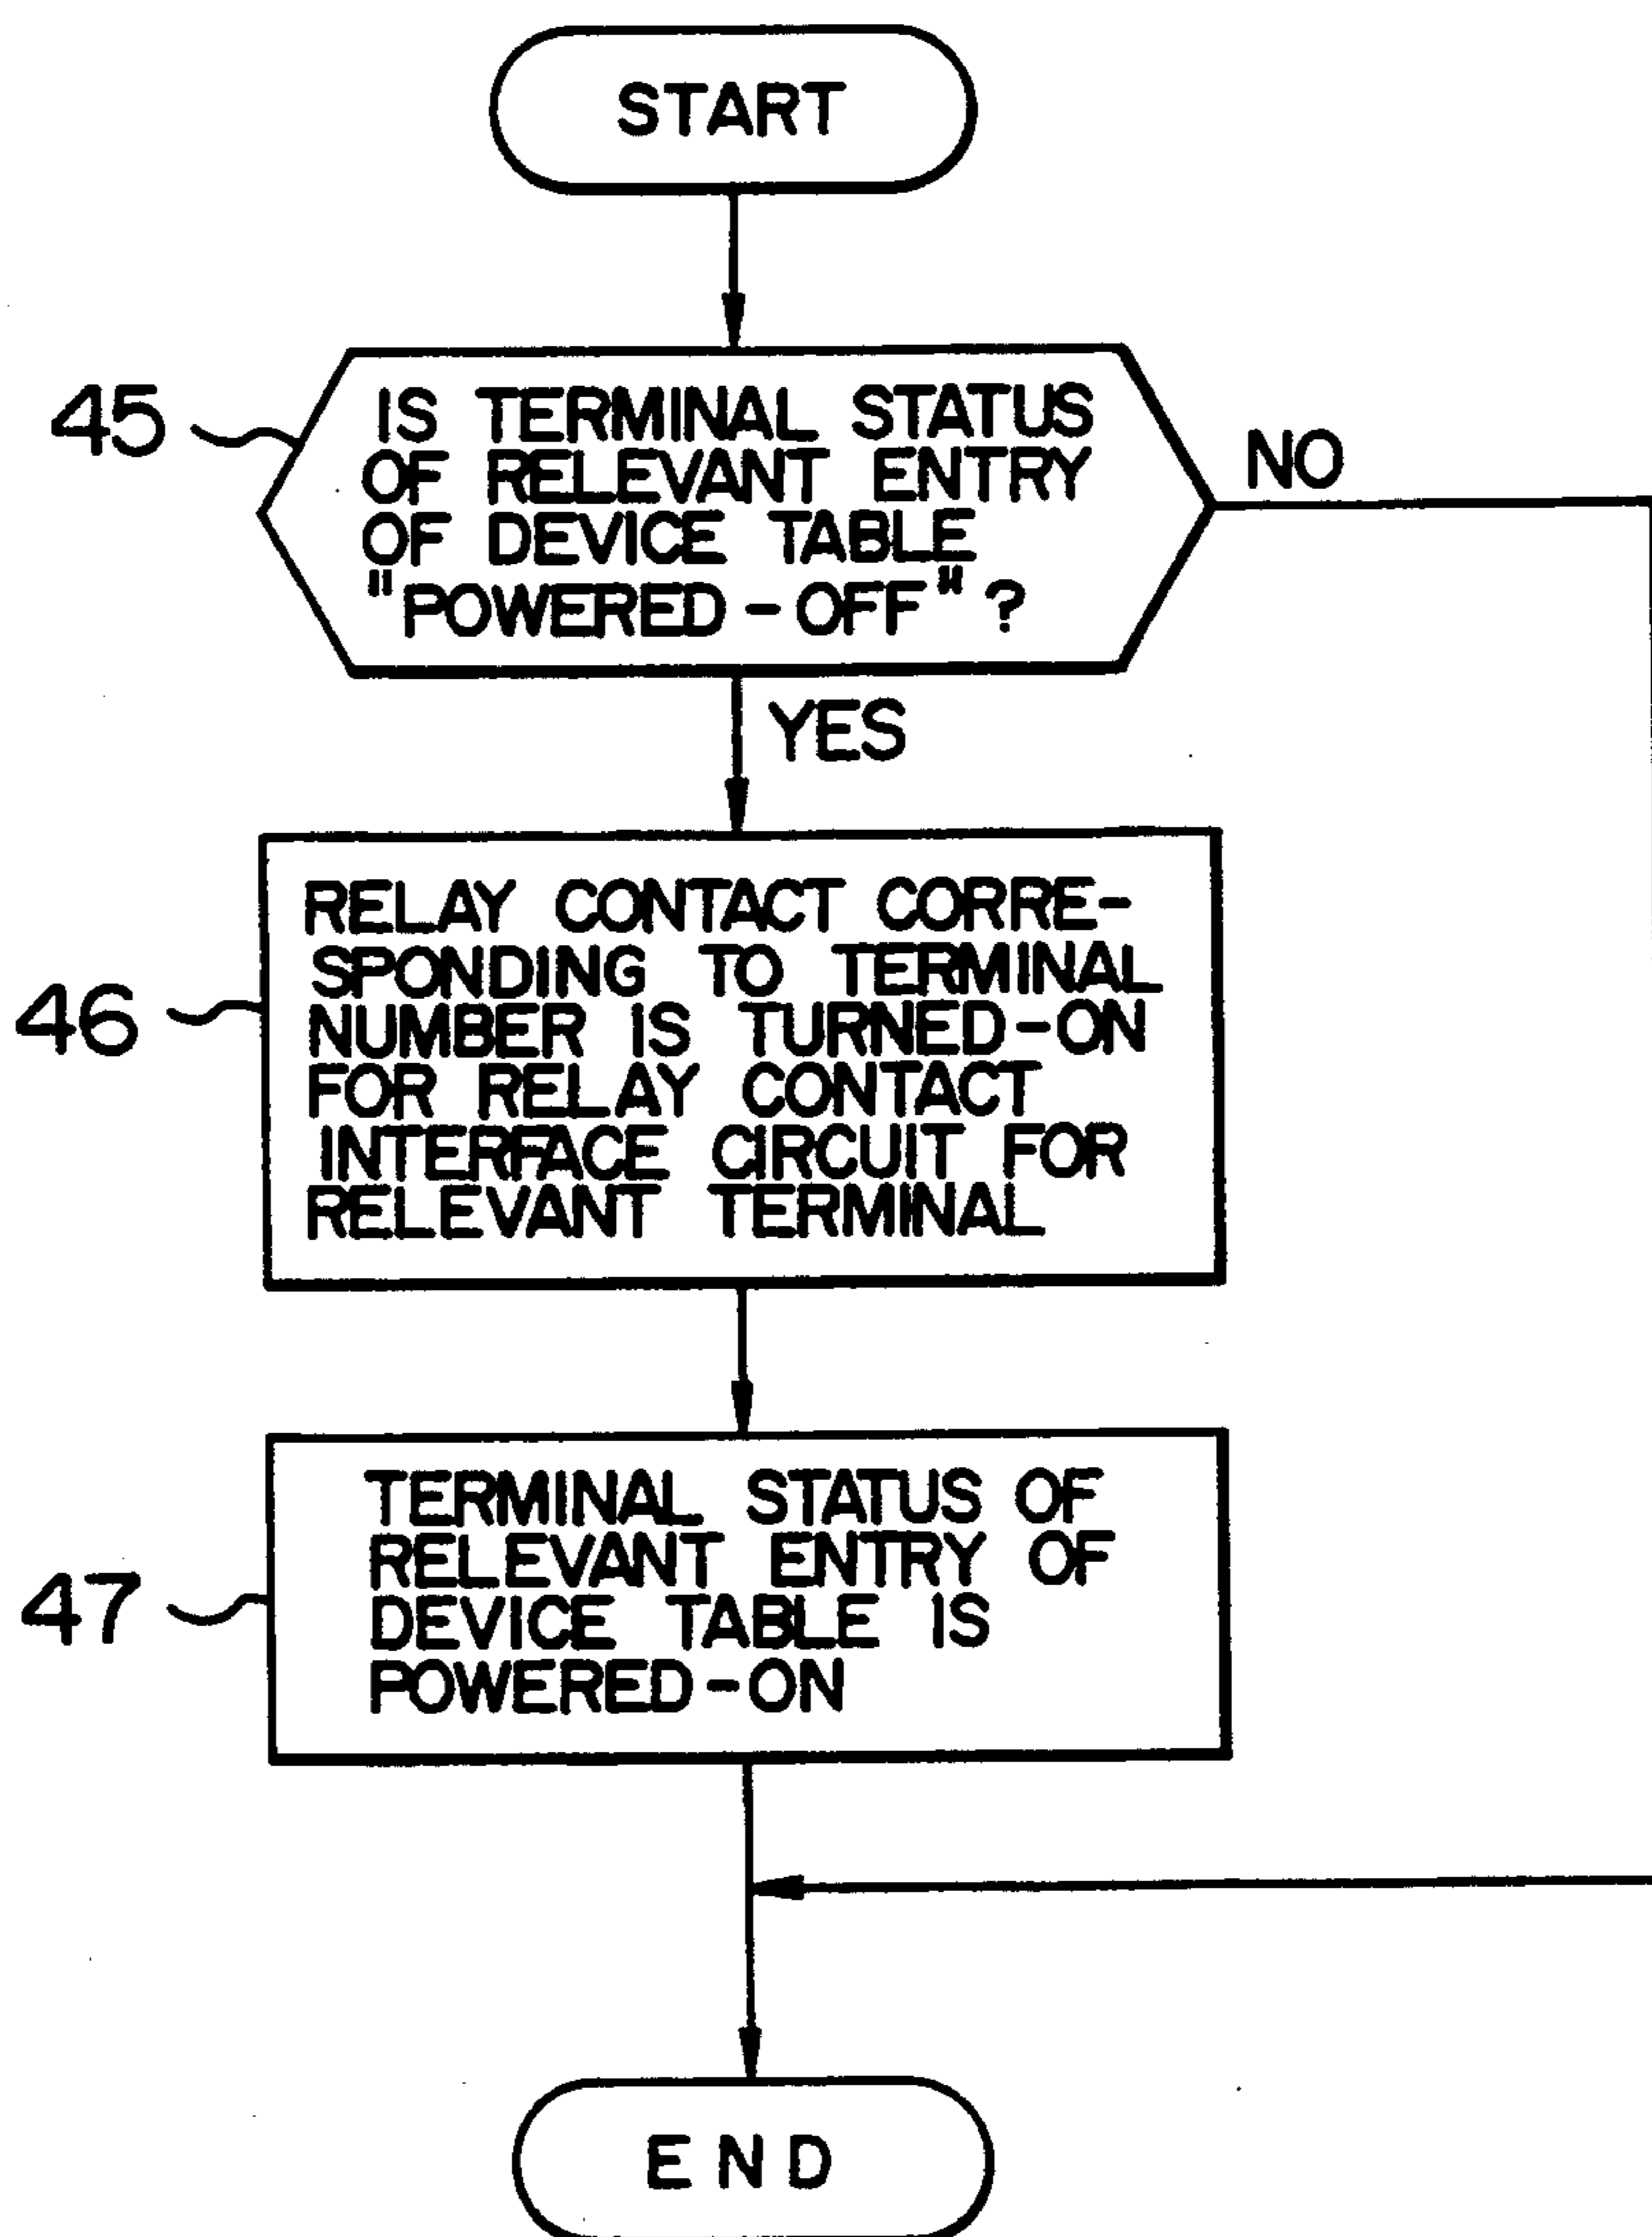 START
45
IS TERMINAL STATUS
OF RELEVANT ENTRY
OF DEVICE TABLE
"POWERED-OFF"?
NO
YES
46
RELAY CONTACT CORRE-
SPONDING TO TERMINAL
NUMBER IS TURNED-ON
FOR RELAY CONTACT
INTERFACE CIRCUIT FOR
RELEVANT TERMINAL
47
TERMINAL STATUS OF
RELEVANT ENTRY OF
DEVICE TABLE IS
POWERED-ON
END